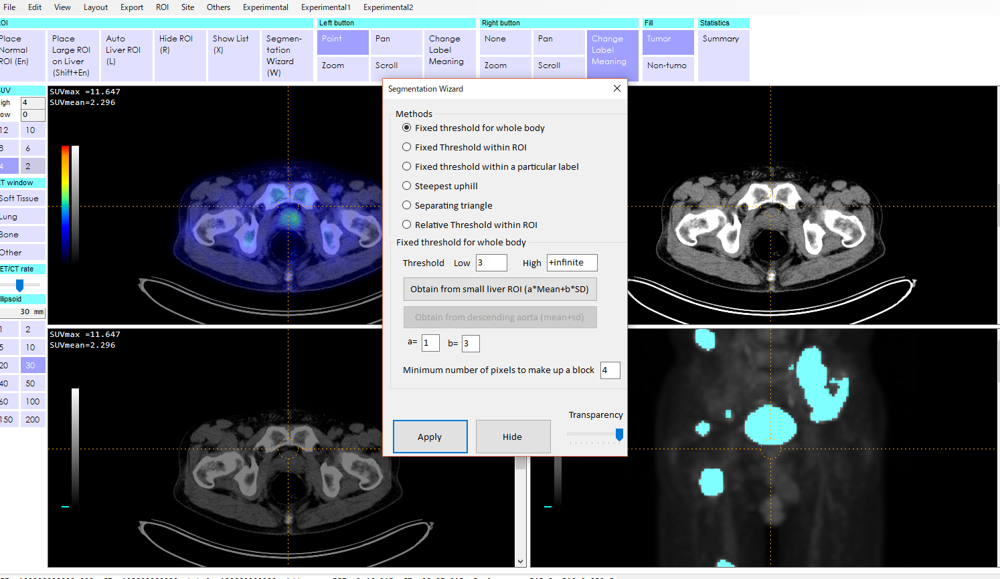 File Edit View Layout Export ROI Site Others Experimental Experimental1 Experimental2
OI Left button Right button Fill Statistics
Place Normal ROI (En)
Place Large ROI on Liver (Shift+En)
Auto Liver ROI (L)
Hide ROI (R)
Show List (X)
Segmen-tation Wizard (W)
Point Pan Change Label Meaning
Zoom Scroll
None Pan Change Label Meaning
Zoom Scroll
Tumor
Non-tumo
Summary
SUV
igh 4
ow 0
12 10
8 6
4 2
CT window
Soft Tissue
Lung
Bone
Other
ET/CT rate
llipsoid
30 mm
1 2
5 10
20 30
40 50
60 100
150 200
SUVmax =11.647
SUVmean=2.296
Segmentation Wizard
Methods
Fixed threshold for whole body
Fixed Threshold within ROI
Fixed threshold within a particular label
Steepest uphill
Separating triangle
Relative Threshold within ROI
Fixed threshold for whole body
Threshold Low 3 High +infinite
Obtain from small liver ROI (a*Mean+b*SD)
Obtain from descending aorta (mean+sd)
a= 1 b= 3
Minimum number of pixels to make up a block 4
Transparency
Apply Hide
SUVmax =11.647
SUVmean=2.296